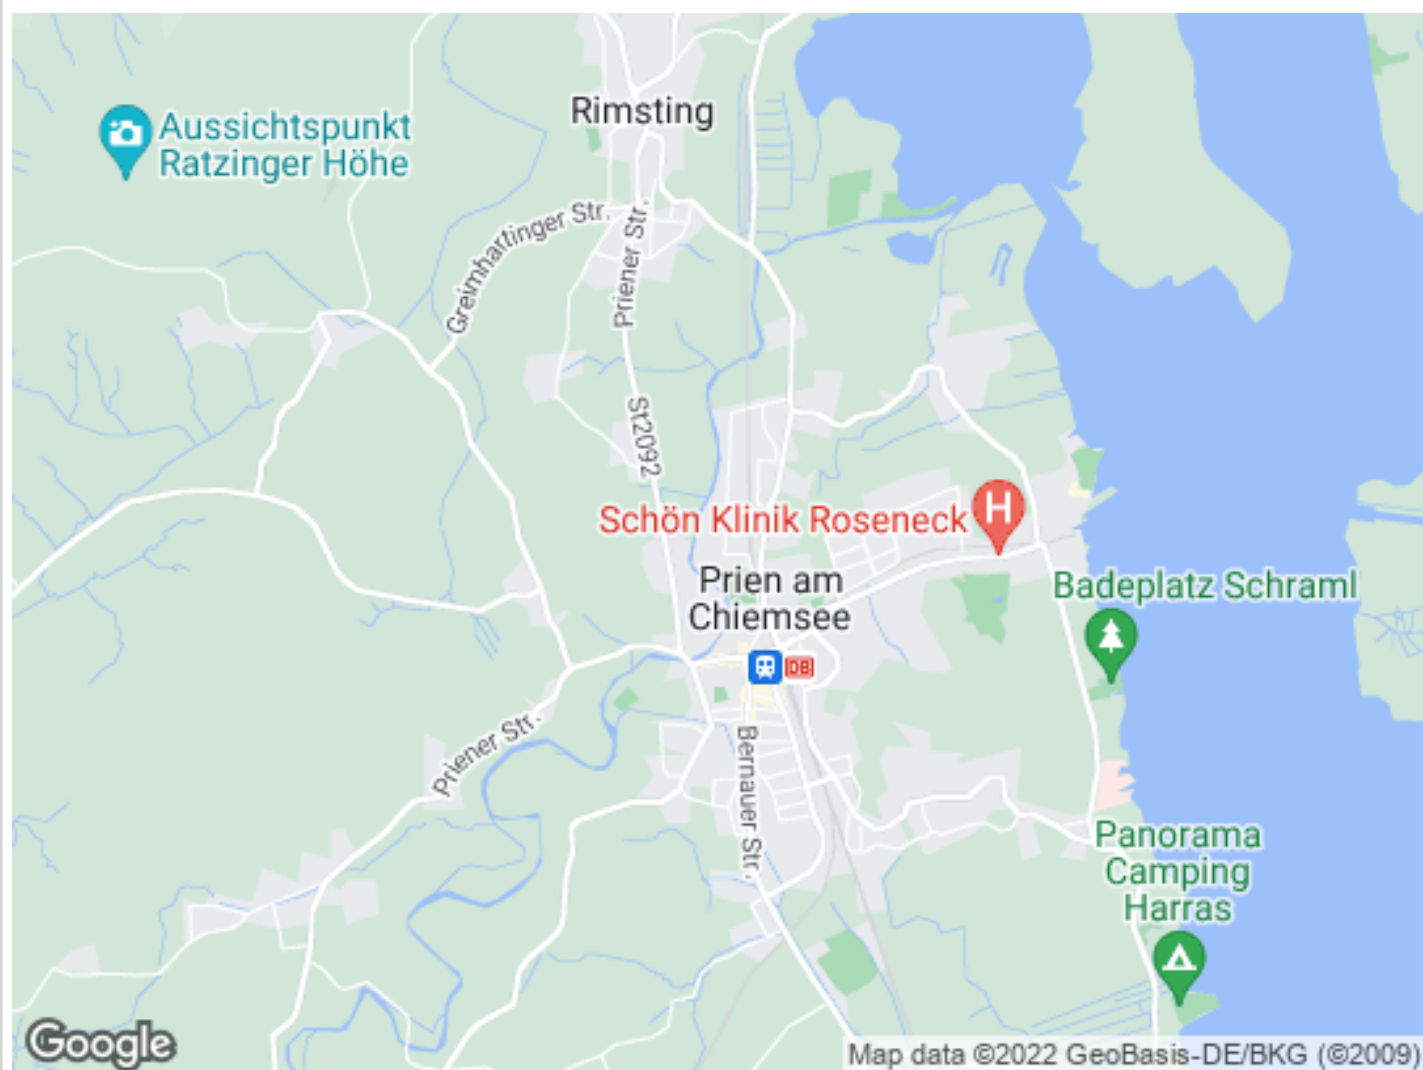 Rimsting
Aussichtspunkt
Ratzinger Höhe
Greimhartinger Str.
Priener Str.
St2092
H
Schön Klinik Roseneck
Prien am
Chiemsee
DB
Badeplatz Schraml
Priener Str.
Bernauer Str.
Panorama
Camping
Harras
Google
Map data ©2022 GeoBasis-DE/BKG (©2009)